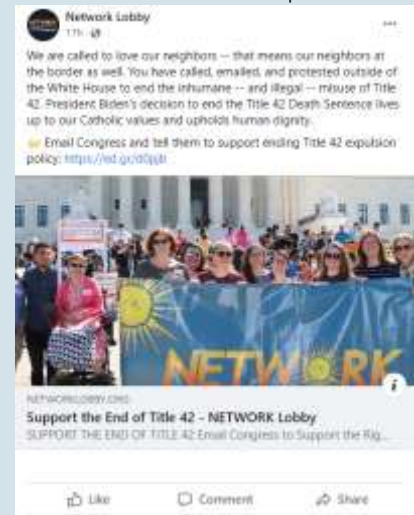 Network Lobby
17h
We are called to love our neighbors -- that means our neighbors at
the border as well. You have called, emailed, and protested outside of
the White House to end the inhumane -- and illegal -- misuse of Title
42. President Biden's decision to end the Title 42 Death Sentence lives
up to our Catholic values and upholds human dignity.
Email Congress and tell them to support ending Title 42 expulsion
policy:
NETWORK
NETWORKLOBBY.ORG
Support the End of Title 42 - NETWORK Lobby
SUPPORT THE END OF TITLE 42 Email Congress to Support the Rig...
Like
Comment
Share